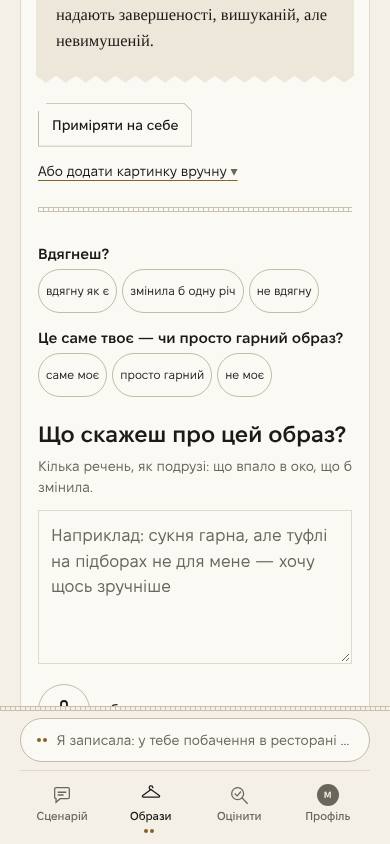 надають завершеності, вишуканій, але
невимушеній.
Приміряти на себе
Або додати картинку вручну ▾
Вдягнеш?
вдягну як є
змінила б одну річ
не вдягну
Це саме твоє — чи просто гарний образ?
саме моє
просто гарний
не моє
Що скажеш про цей образ?
Кілька речень, як подрузі: що впало в око, що б
змінила.
Наприклад: сукня гарна, але туфлі
на підборах не для мене — хочу
щось зручніше
Я записала: у тебе побачення в ресторані ...
Сценарій
Образи
Оцінити
М
Профіль